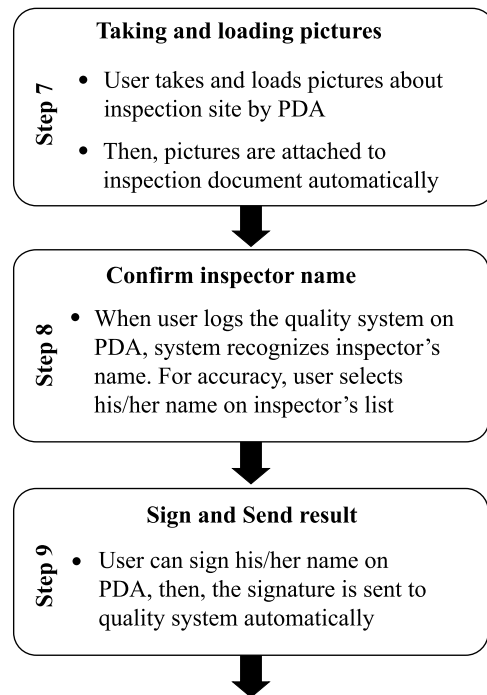 Taking and loading pictures
Step 7
• User takes and loads pictures about
inspection site by PDA
• Then, pictures are attached to
inspection document automatically
Confirm inspector name
Step 8
• When user logs the quality system on
PDA, system recognizes inspector's
name. For accuracy, user selects
his/her name on inspector's list
Sign and Send result
Step 9
• User can sign his/her name on
PDA, then, the signature is sent to
quality system automatically